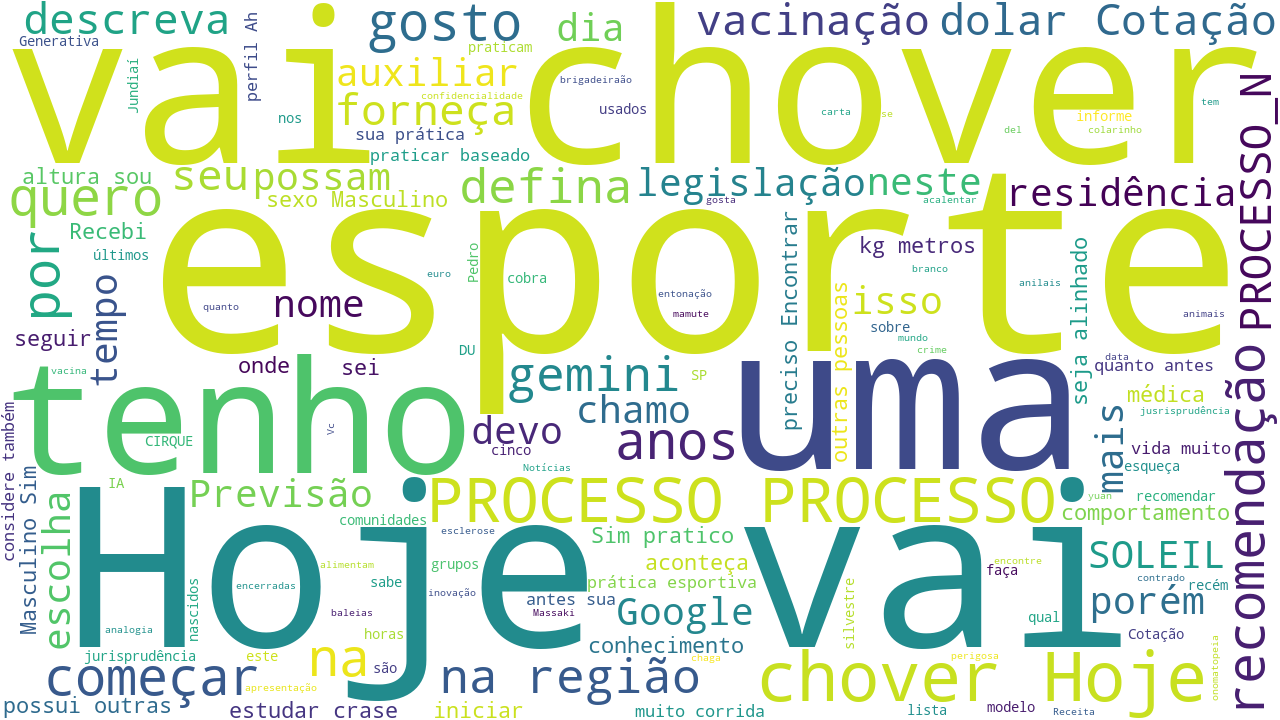 descreva
gosto
dia
vacinação
dolar Cotação
Generativa
perfil Ah
praticam
vai chover
Jundiaí
auxiliar
brigadeiraão
confidencialidade
forneça
usados
nos
carta
se
informe
tem
sua prática
del
colarinho
praticar baseado
altura sou
seu
possam
defina
legislação
neste
residência
quero
sexo Masculino
gosta
acalentar
PROCESSO_N
recomendação
esporte
por
Recebi
últimos
Pedro
cobra
euro
kg metros
branco
anilais
preciso Encontrar
outras pessoas
seja alinhado
tempo
quanto
nome
entonação
mamute
isso
animais
sobre
mundo
crime
seguir
onde
sei
DU
data
quanto antes
vacina
gemini
SP
tenho
uma
chamo
médica
jusrisprudência
considere também
CIRQUE
Vc
devo
cinco
anos
mais
vida muito
Notícias
esqueça
Masculino Sim
IA
Previsão
PROCESSO PROCESSO
yuan
recomendar
comportamento
escolha
Hoje vai
comunidades
esclerose
Sim pratico
SOLEIL
alimentam
grupos
aconteça
encontre
faça
contrado
nascidos
encerradas
sabe
inovação
prática esportiva
recém
baleias
antes sua
Massaki
Google
silvestre
qual
porém
analogia
horas
conhecimento
Cotação
jurisprudência
este
na
são
chaga
perigosa
onomatopeia
começar
apresentação
na região
chover Hoje
possui outras
estudar crase
iniciar
muito corrida
lista
modelo
Receita